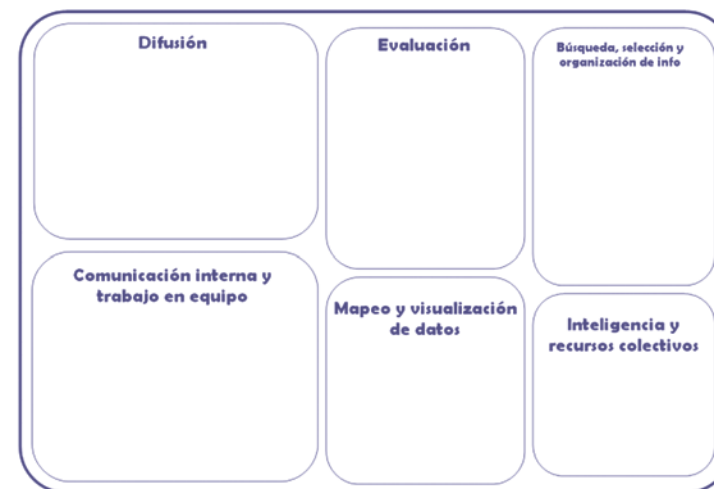 Difusión
Evaluación
Búsqueda, selección y
organización de info
Comunicación interna y
trabajo en equipo
Mapeo y visualización
de datos
Inteligencia y
recursos colectivos